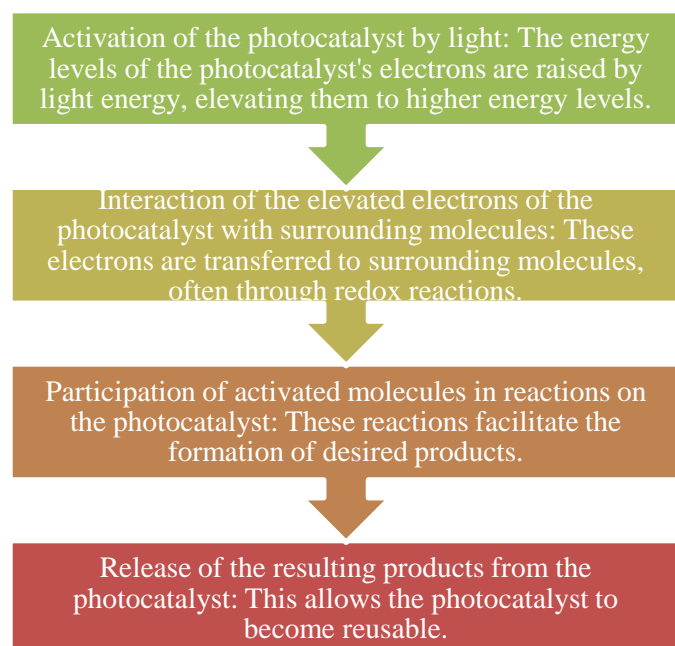 Activation of the photocatalyst by light: The energy
levels of the photocatalyst's electrons are raised by
light energy, elevating them to higher energy levels.
Interaction of the elevated electrons of the
photocatalyst with surrounding molecules: These
electrons are transferred to surrounding molecules,
often through redox reactions.
Participation of activated molecules in reactions on
the photocatalyst: These reactions facilitate the
formation of desired products.
Release of the resulting products from the
photocatalyst: This allows the photocatalyst to
become reusable.